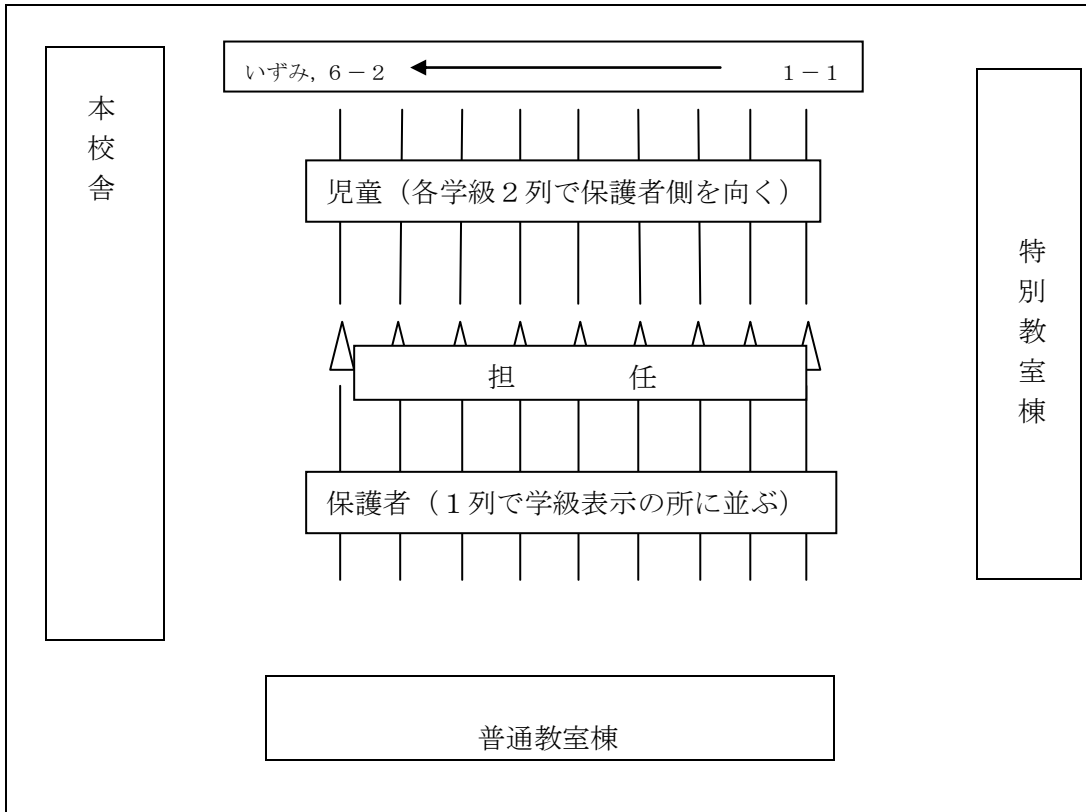 いずみ, 6－2 1－1
本校舎
児童（各学級２列で保護者側を向く）
特別教室棟
担 任
保護者（１列で学級表示の所に並ぶ）
普通教室棟